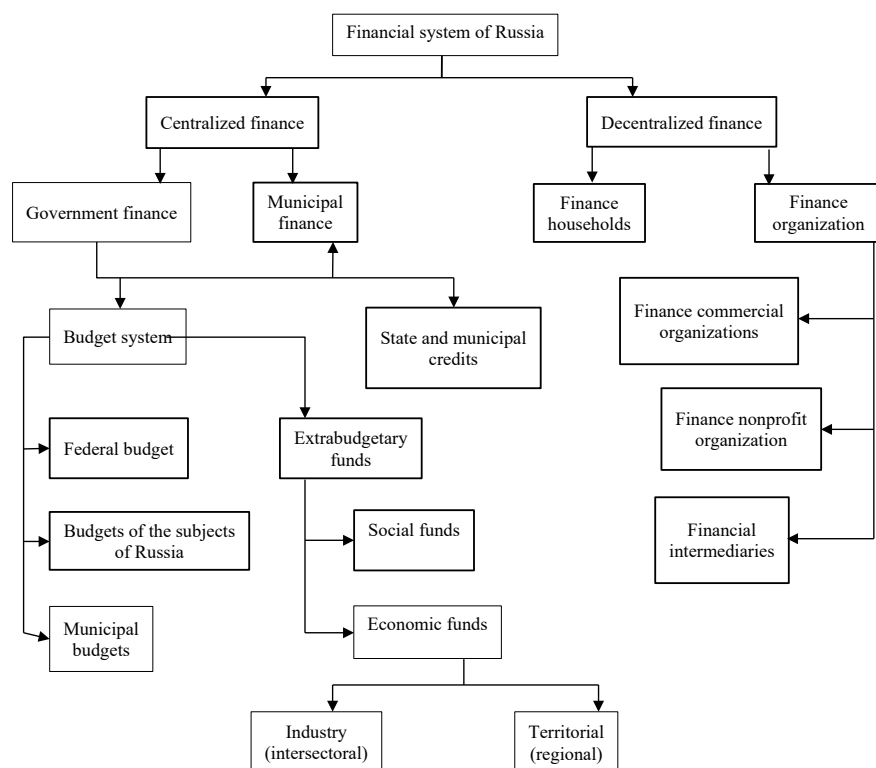 Financial system of Russia
Centralized finance
Decentralized finance
Government finance
Municipal
finance
Finance
households
Finance
organization
Finance commercial
organizations
Budget system
State and municipal
credits
Finance nonprofit
organization
Federal budget
Extrabudgetary
funds
Budgets of the subjects
of Russia
Social funds
Financial
intermediaries
Municipal
budgets
Economic funds
Industry
(intersectoral)
Territorial
(regional)